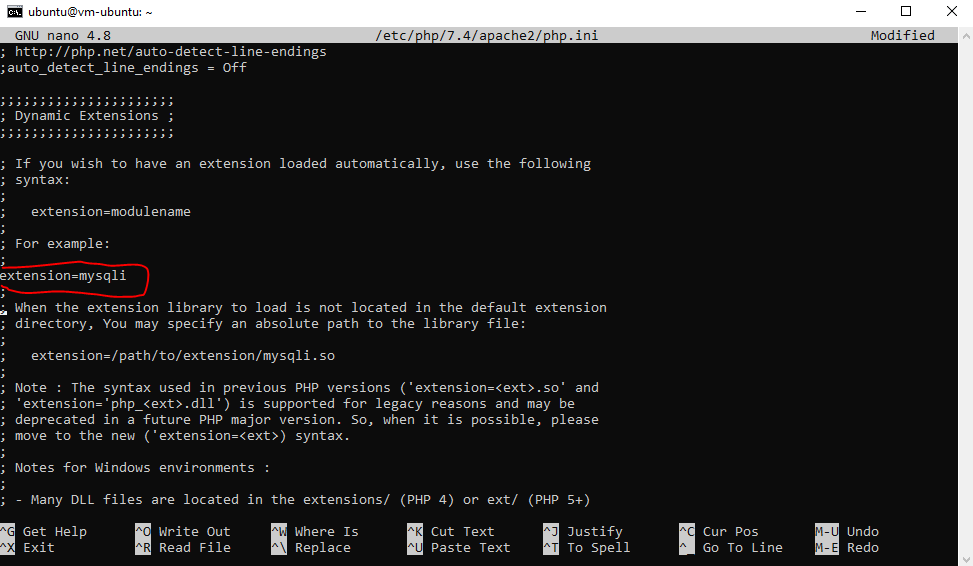 ubuntu@vm-ubuntu: ~
GNU nano 4.8 /etc/php/7.4/apache2/php.ini Modified
; http://php.net/auto-detect-line-endings
;auto_detect_line_endings = Off
;;;;;;;;;;;;;;;;;;;;;;
; Dynamic Extensions ;
;;;;;;;;;;;;;;;;;;;;;;
; If you wish to have an extension loaded automatically, use the following
; syntax:
;
;   extension=modulename
;
; For example:
;
extension=mysqli
;
; When the extension library to load is not located in the default extension
; directory, You may specify an absolute path to the library file:
;
;   extension=/path/to/extension/mysqli.so
;
; Note : The syntax used in previous PHP versions ('extension=<ext>.so' and
; 'extension='php_<ext>.dll') is supported for legacy reasons and may be
; deprecated in a future PHP major version. So, when it is possible, please
; move to the new ('extension=<ext>) syntax.
;
; Notes for Windows environments :
;
; - Many DLL files are located in the extensions/ (PHP 4) or ext/ (PHP 5+)
^G Get Help ^O Write Out ^W Where Is ^K Cut Text ^J Justify ^C Cur Pos M-U Undo
^X Exit ^R Read File ^\ Replace ^U Paste Text ^T To Spell ^_ Go To Line M-E Redo